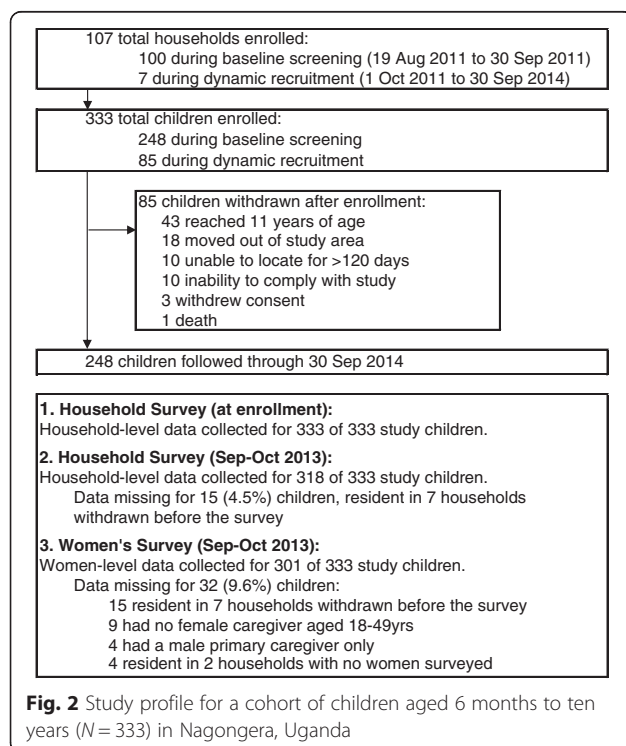 107 total households enrolled:
100 during baseline screening (19 Aug 2011 to 30 Sep 2011)
7 during dynamic recruitment (1 Oct 2011 to 30 Sep 2014)
333 total children enrolled:
248 during baseline screening
85 during dynamic recruitment
85 children withdrawn after enrollment:
43 reached 11 years of age
18 moved out of study area
10 unable to locate for >120 days
10 inability to comply with study
3 withdrew consent
1 death
248 children followed through 30 Sep 2014
1. Household Survey (at enrollment):
Household-level data collected for 333 of 333 study children.
2. Household Survey (Sep-Oct 2013):
Household-level data collected for 318 of 333 study children.
Data missing for 15 (4.5%) children, resident in 7 households
withdrawn before the survey
3. Women's Survey (Sep-Oct 2013):
Women-level data collected for 301 of 333 study children.
Data missing for 32 (9.6%) children:
15 resident in 7 households withdrawn before the survey
9 had no female caregiver aged 18-49yrs
4 had a male primary caregiver only
4 resident in 2 households with no women surveyed
Fig. 2 Study profile for a cohort of children aged 6 months to ten
years (N = 333) in Nagongera, Uganda